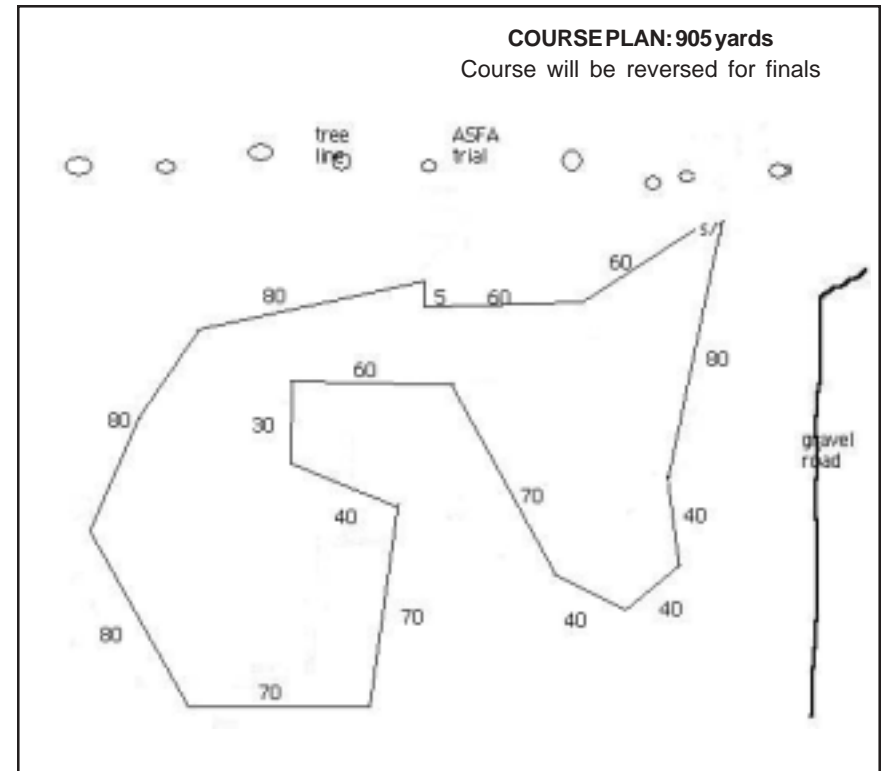 COURSE PLAN: 905 yards
Course will be reversed for finals
tree
line
ASFA
trial
s/f
60
80
5
60
60
80
80
30
gravel
road
70
40
40
70
40
40
80
70